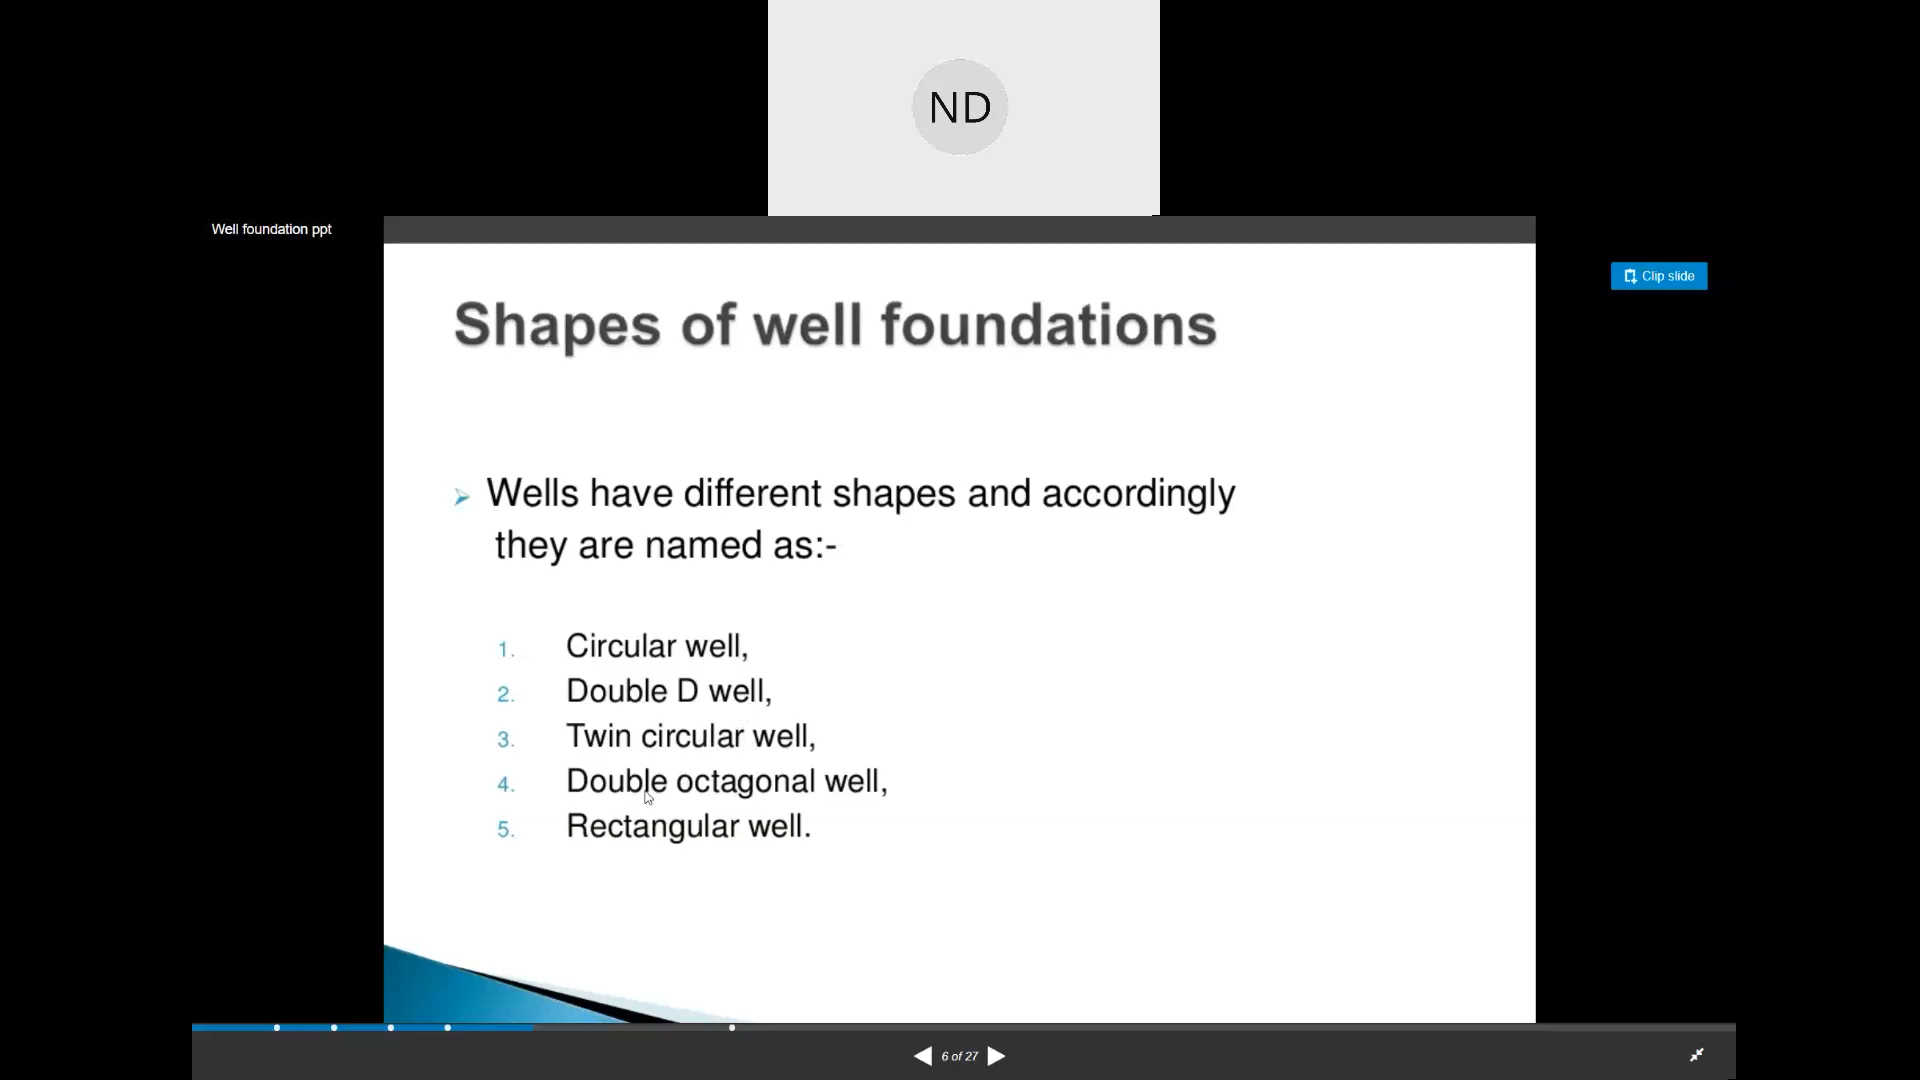 ND
Well foundation ppt
Clip slide
Shapes of well foundations
Wells have different shapes and accordingly
they are named as:-
1. Circular well,
2. Double D well,
3. Twin circular well,
4. Double octagonal well,
5. Rectangular well.
6 of 27